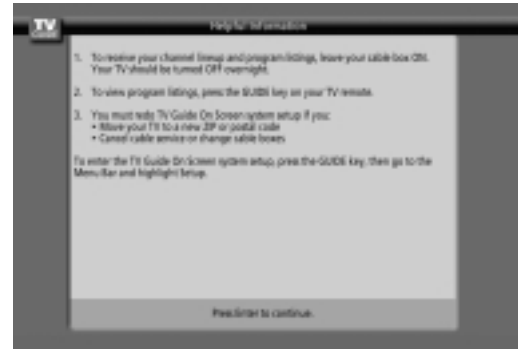 TV
GUIDE
Helpful Information
1. To receive your channel lineup and program listings, leave your cable box ON.
Your TV should be turned OFF overnight.
2. To view program listings, press the GUIDE key on your TV remote.
3. You must redo TV Guide On Screen system setup if you:
• Move your TV to a new ZIP or postal code
• Cancel cable service or change cable boxes
To enter the TV Guide On Screen system setup, press the GUIDE key, then go to the
Menu Bar and highlight Setup.
Press Enter to continue.